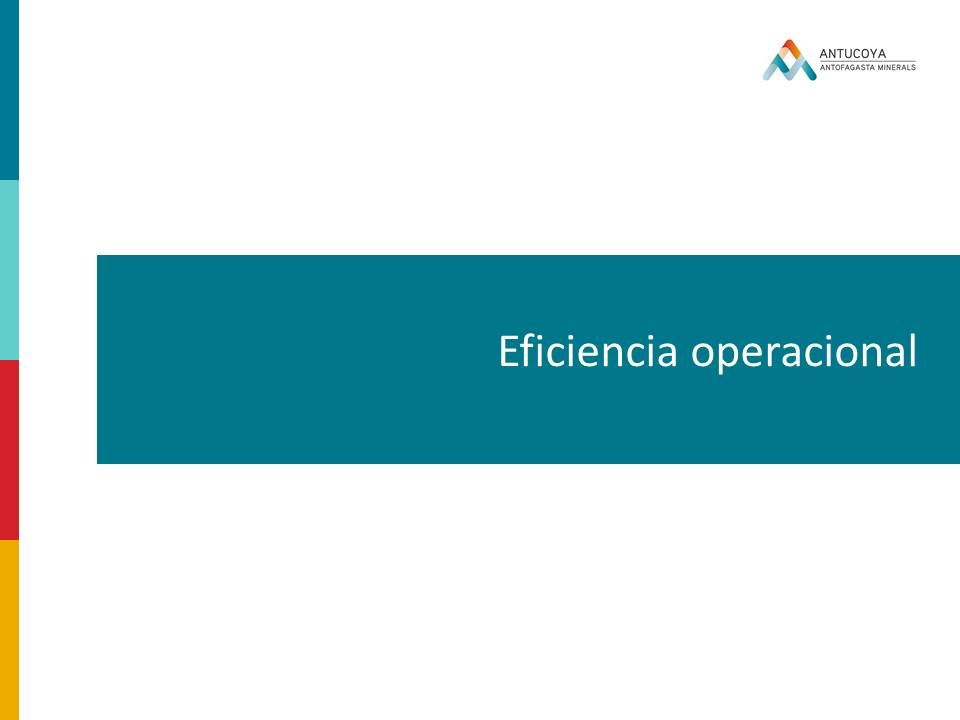 ANTUCOYA
ANTOFAGASTA MINERALS
Eficiencia operacional